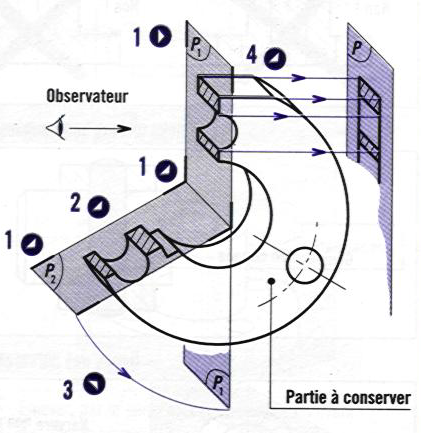 1
P1
4
P
Observateur
1
2
1
P2
3
P1
Partie à conserver